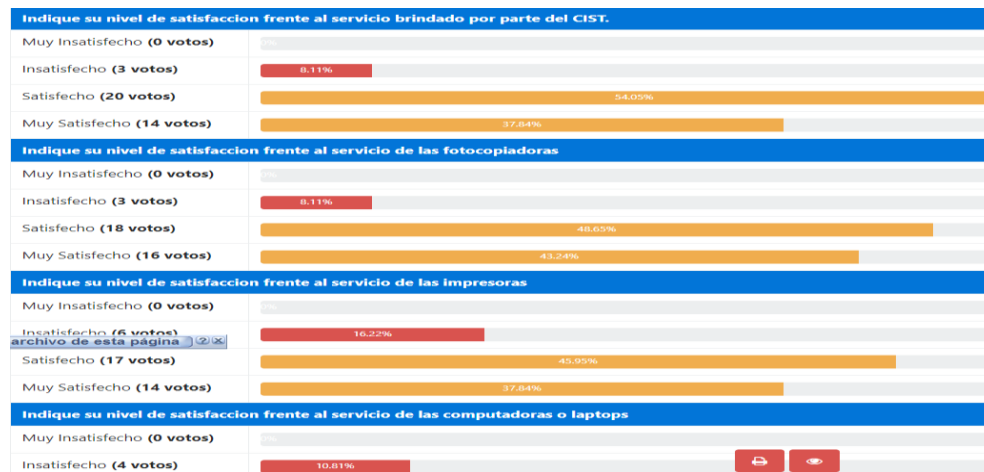 Indique su nivel de satisfaccion frente al servicio brindado por parte del CIST.
Muy Insatisfecho (0 votos) 0%
Insatisfecho (3 votos) 8.11%
Satisfecho (20 votos) 54.05%
Muy Satisfecho (14 votos) 37.84%
Indique su nivel de satisfaccion frente al servicio de las fotocopiadoras
Muy Insatisfecho (0 votos) 0%
Insatisfecho (3 votos) 8.11%
Satisfecho (18 votos) 48.65%
Muy Satisfecho (16 votos) 43.24%
Indique su nivel de satisfaccion frente al servicio de las impresoras
Muy Insatisfecho (0 votos) 0%
Insatisfecho (6 votos) 16.22%
archivo de esta página
Satisfecho (17 votos) 45.95%
Muy Satisfecho (14 votos) 37.84%
Indique su nivel de satisfaccion frente al servicio de las computadoras o laptops
Muy Insatisfecho (0 votos) 0%
Insatisfecho (4 votos) 10.81%